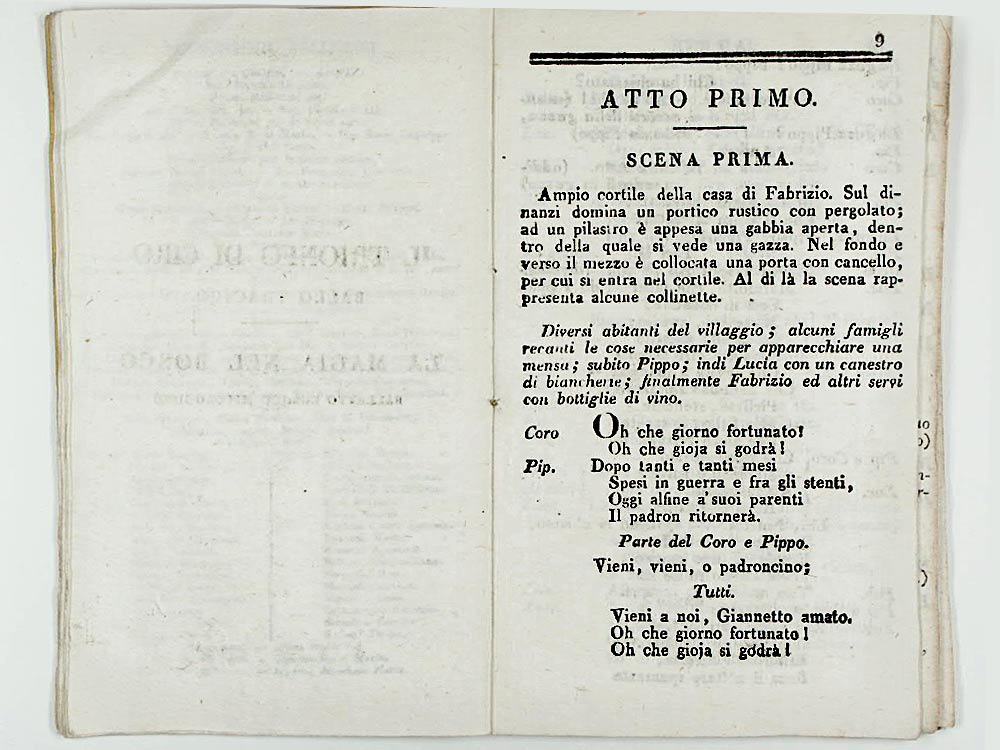 9
ATTO PRIMO.
SCENA PRIMA.
Ampio cortile della casa di Fabrizio. Sul di-
nanzi domina un portico rustico con pergolato;
ad un pilastro è appesa una gabbia aperta, den-
tro della quale si vede una gazza. Nel fondo e
verso il mezzo è collocata una porta con cancello,
per cui si entra nel cortile. Al di là la scena rap-
presenta alcune collinette.
Diversi abitanti del villaggio; alcuni famigli
recanti le cose necessarie per apparecchiare una
mensa; subito Pippo; indi Lucia con un canestro
di biancherie; finalmente Fabrizio ed altri servi
con bottiglie di vino.
Coro Oh che giorno fortunato!
Oh che gioja si godrà!
Pip. Dopo tanti e tanti mesi
Spesi in guerra e fra gli stenti,
Oggi alfine a'suoi parenti
Il padron ritornerà.
Parte del Coro e Pippo.
Vieni, vieni, o padroncino;
Tutti.
Vieni a noi, Giannetto amato.
Oh che giorno fortunato!
Oh che gioja si godrà!